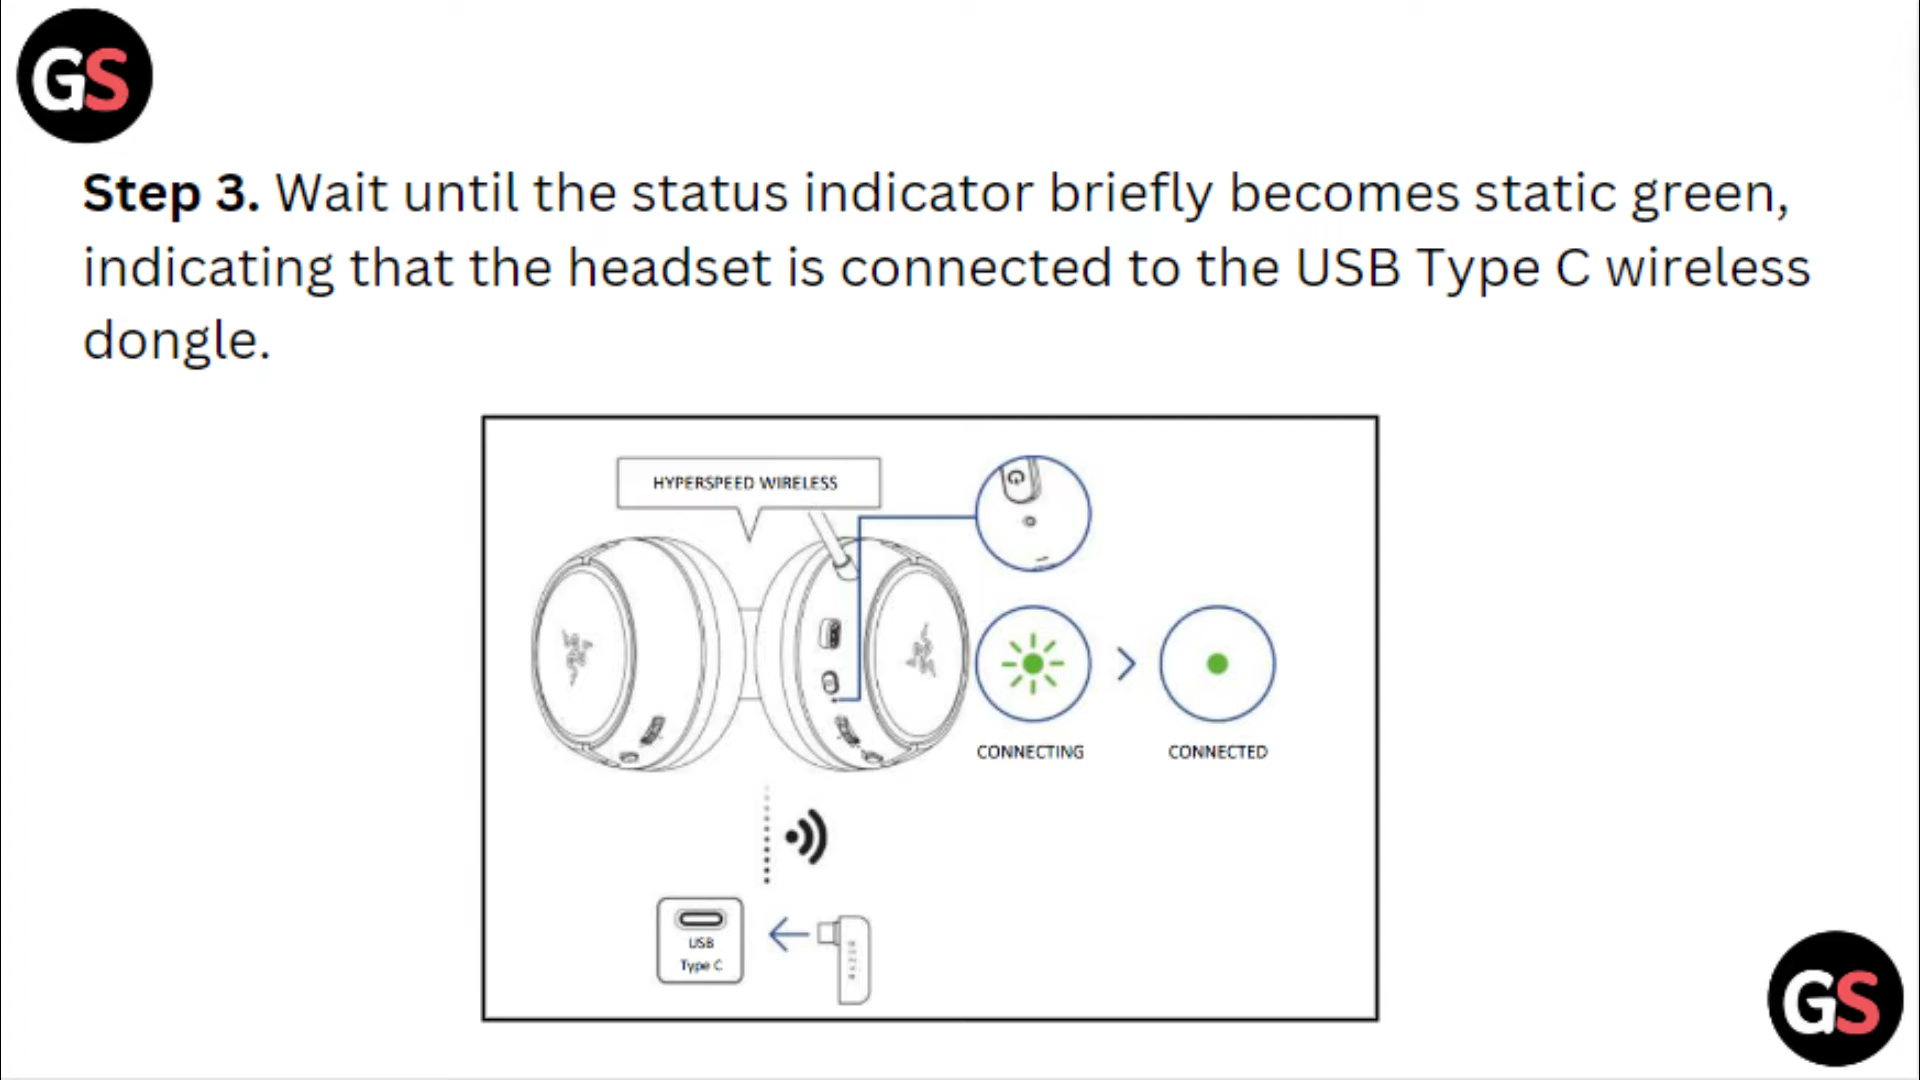 GS
Step 3. Wait until the status indicator briefly becomes static green,
indicating that the headset is connected to the USB Type C wireless
dongle.
HYPERSPEED WIRELESS
CONNECTING
CONNECTED
USB
Type C
RAZER
GS